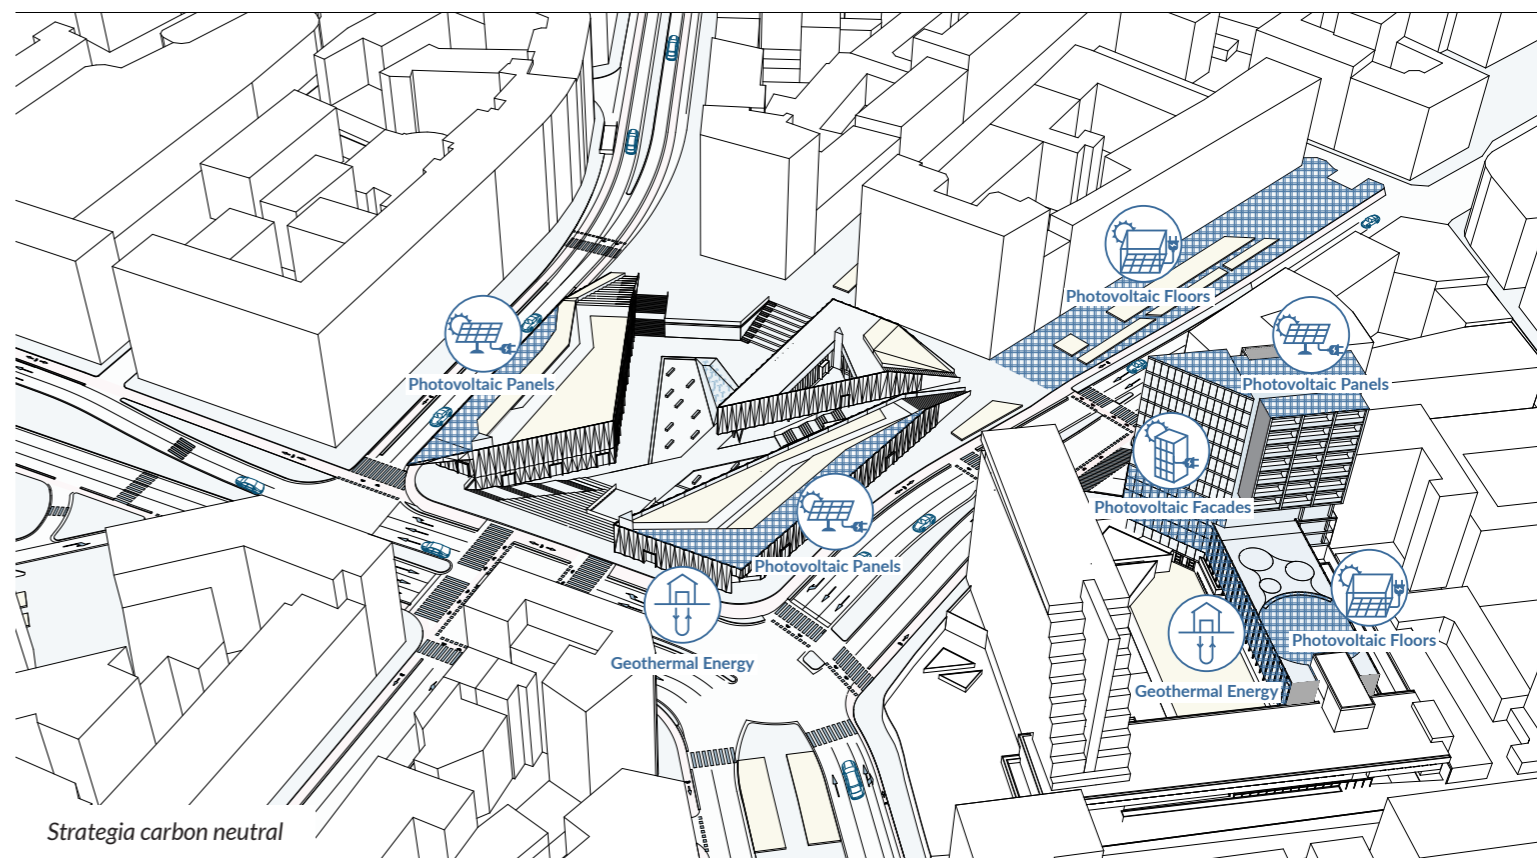 Photovoltaic Floors
Photovoltaic Panels
Photovoltaic Panels
Photovoltaic Facades
Photovoltaic Panels
Photovoltaic Floors
Geothermal Energy
Geothermal Energy
Strategia carbon neutral